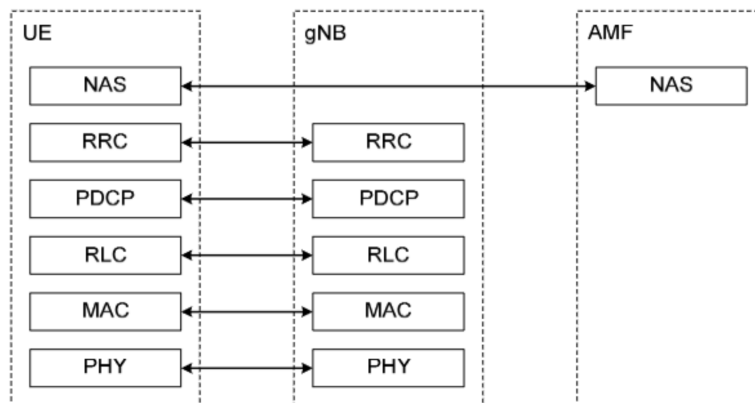 UE gNB AMF
NAS NAS
RRC RRC
PDCP PDCP
RLC RLC
MAC MAC
PHY PHY